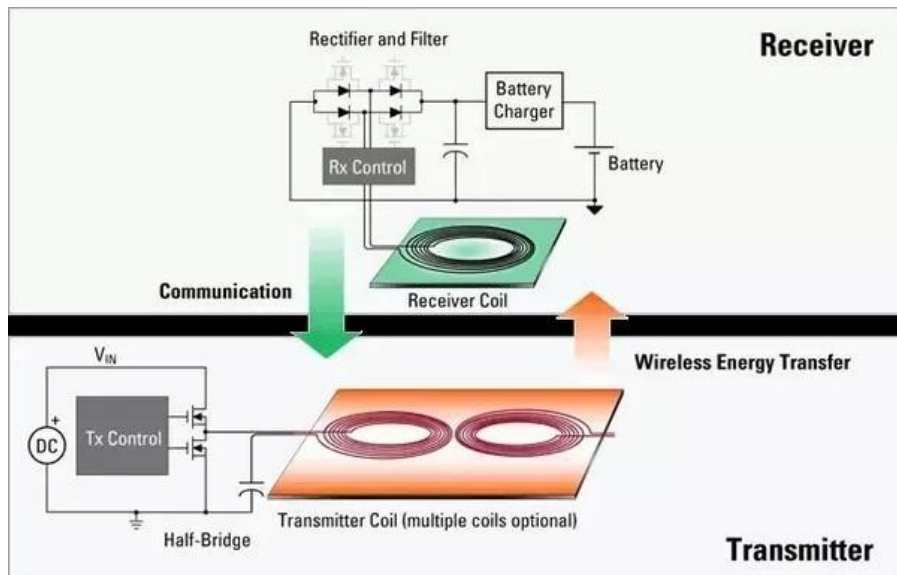 Rectifier and Filter
Receiver
Battery
Charger
Rx Control
Battery
Communication
Receiver Coil
Wireless Energy Transfer
VIN
+
DC
Tx Control
Half-Bridge
Transmitter Coil (multiple coils optional)
Transmitter